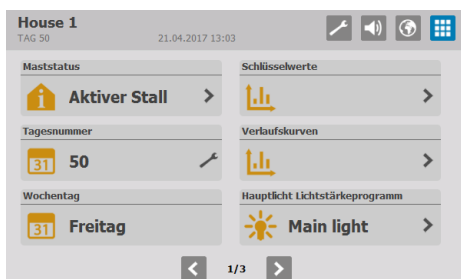 House 1
TAG 50 21.04.2017 13:03
Maststatus
Aktiver Stall
Schlüsselwerte
Tagesnummer
31 50
Verlaufskurven
Wochentag
31 Freitag
Hauptlicht Lichtstärkeprogramm
Main light
1/3